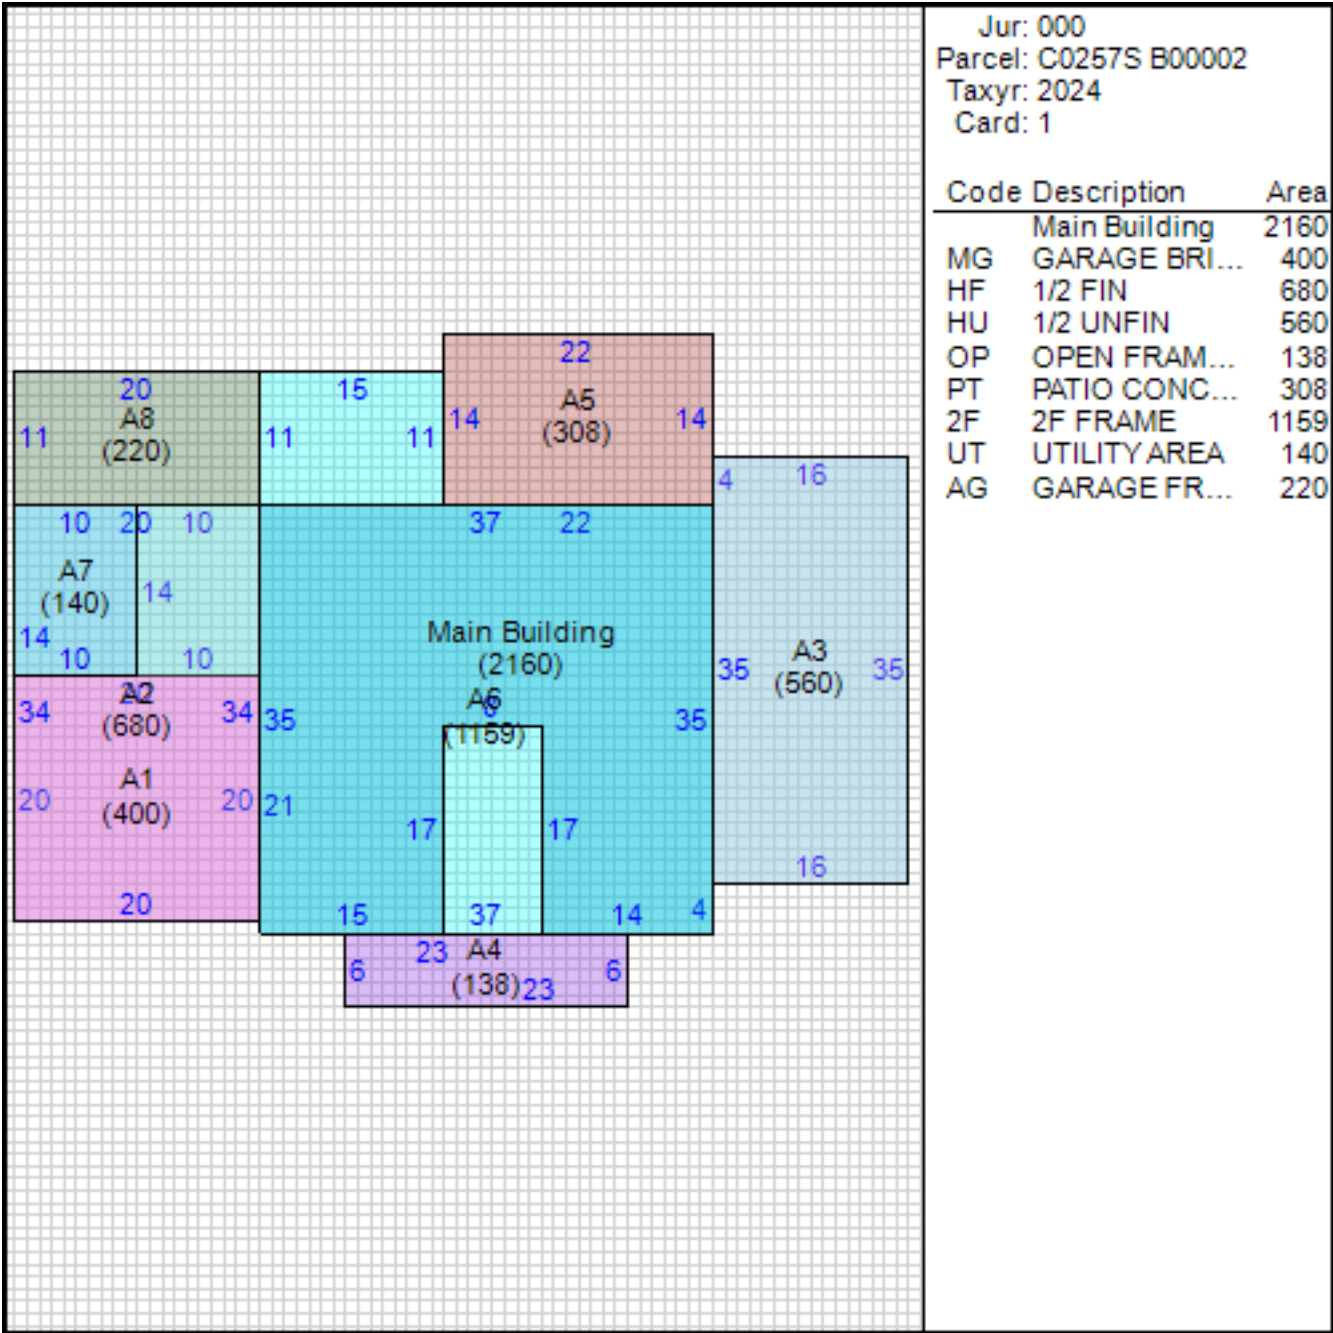 Jur: 000
Parcel: C0257S B00002
Taxyr: 2024
Card: 1
Code Description Area
Main Building 2160
MG GARAGE BRI... 400
HF 1/2 FIN 680
HU 1/2 UNFIN 560
OP OPEN FRAM... 138
PT PATIO CONC... 308
2F 2F FRAME 1159
UT UTILITY AREA 140
AG GARAGE FR... 220
22
20 15
A8 A5
11 (220) 11 11 14 (308) 14
4 16
10 20 10 37 22
A7
(140) 14
14
10 10
Main Building
(2160)
A3
35 (560) 35
A2 A6
34 (680) 34 35 (1159) 35
6
A1
20 (400) 20 21
17 17
16
20 15 37 14 4
23 A4
6 (138) 23 6